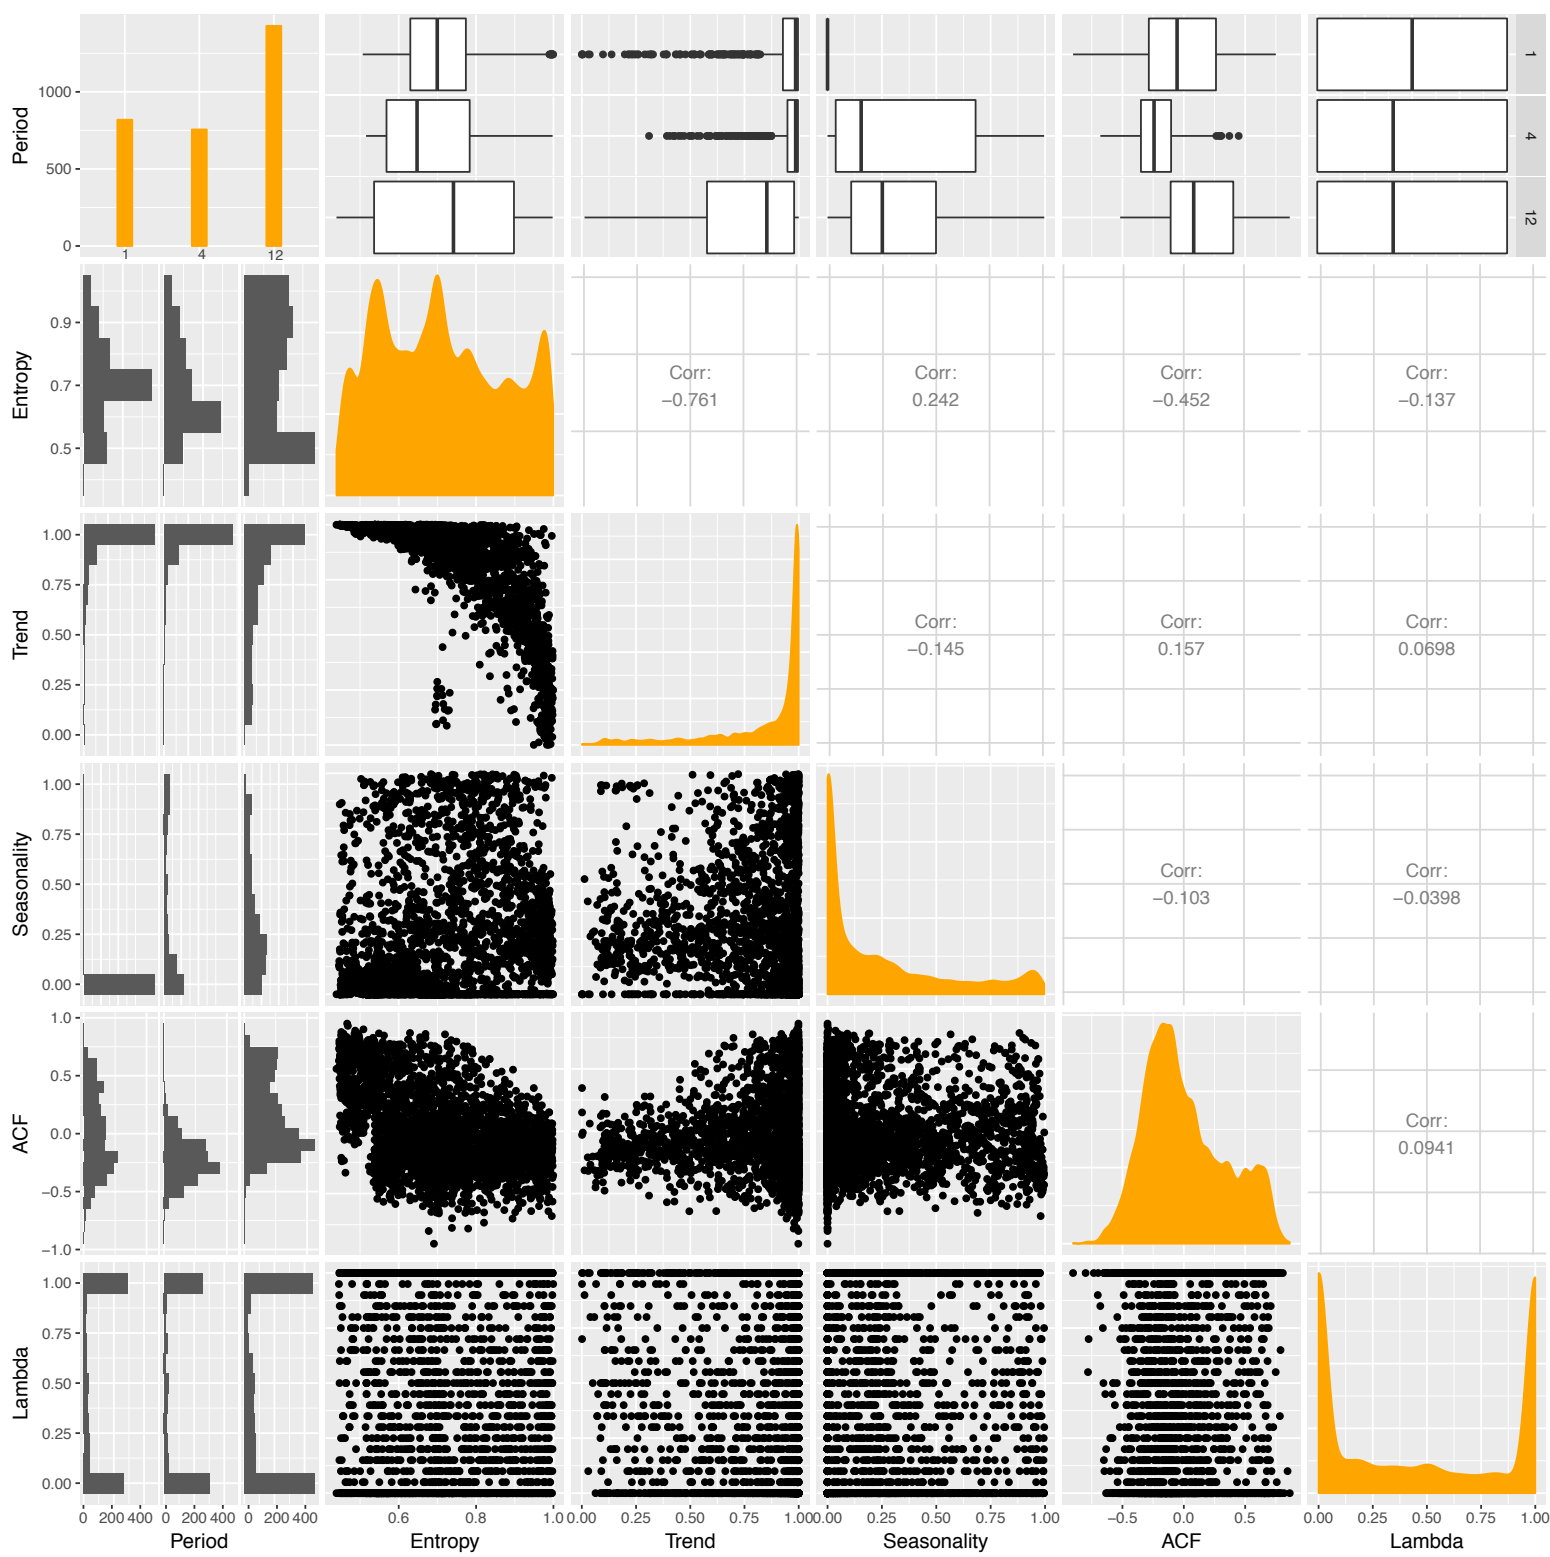 Period
1000
500
0
1
4
12
1
4
12
Entropy
0.9
0.7
0.5
Corr:
−0.761
Corr:
0.242
Corr:
−0.452
Corr:
−0.137
Trend
1.00
0.75
0.50
0.25
0.00
Corr:
−0.145
Corr:
0.157
Corr:
0.0698
Seasonality
1.00
0.75
0.50
0.25
0.00
Corr:
−0.103
Corr:
−0.0398
ACF
1.0
0.5
0.0
−0.5
−1.0
Corr:
0.0941
Lambda
1.00
0.75
0.50
0.25
0.00
0 200 400 0 200 400 0 200 400
0.6 0.8 1.0
0.00 0.25 0.50 0.75 1.00
0.00 0.25 0.50 0.75 1.00
−0.5 0.0 0.5
0.00 0.25 0.50 0.75 1.00
Period Entropy Trend Seasonality ACF Lambda